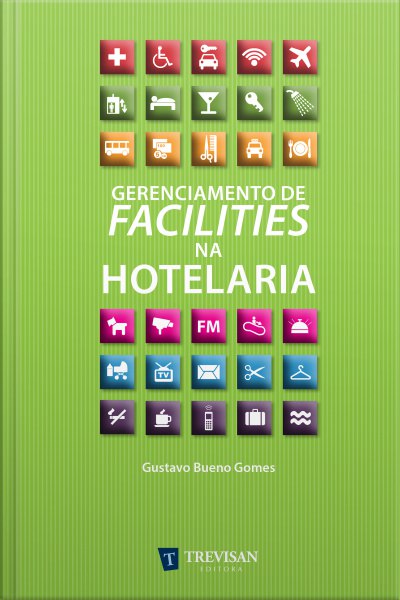 GERENCIAMENTO DE
FACILITIES
NA
HOTELARIA
FM
TV
Gustavo Bueno Gomes
T TREVISAN
EDITORA